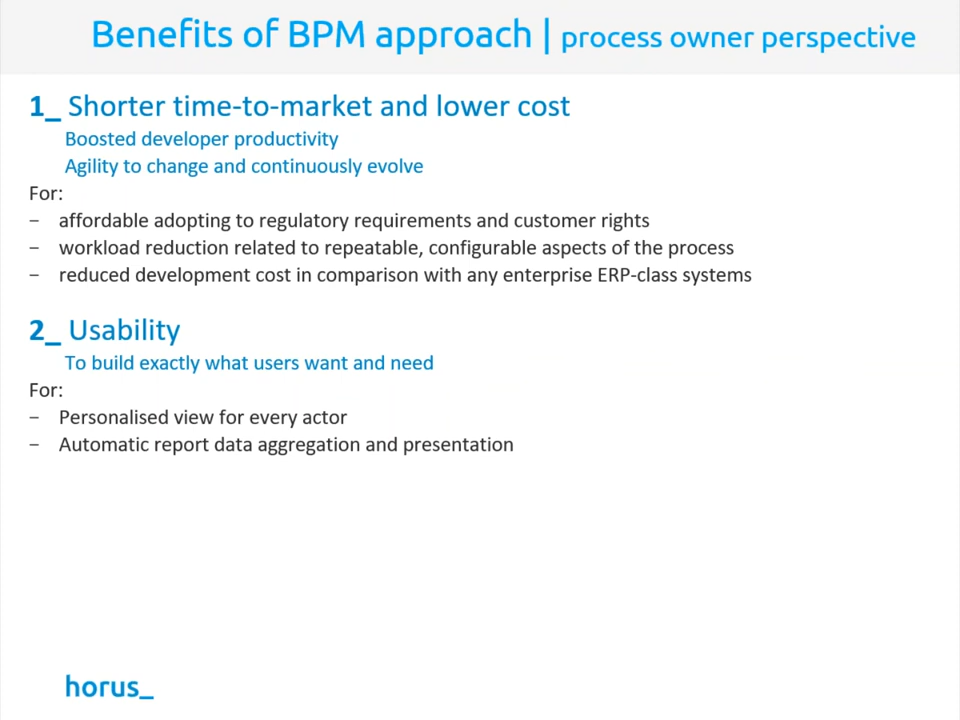 Benefits of BPM approach | process owner perspective
1_ Shorter time-to-market and lower cost
Boosted developer productivity
Agility to change and continuously evolve
For:
− affordable adopting to regulatory requirements and customer rights
− workload reduction related to repeatable, configurable aspects of the process
− reduced development cost in comparison with any enterprise ERP-class systems
2_ Usability
To build exactly what users want and need
For:
− Personalised view for every actor
− Automatic report data aggregation and presentation
horus_